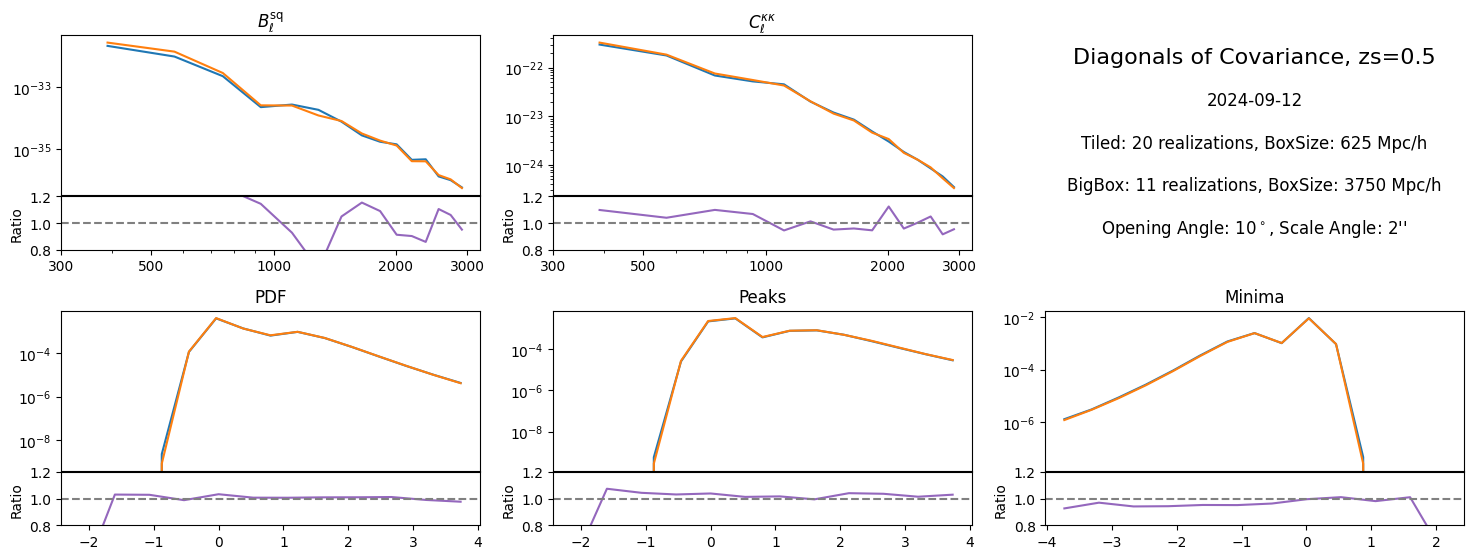 B_ℓ^sq
10^−33
10^−35
1.2
1.0
0.8
Ratio
300 500 1000 2000 3000
C_ℓ^κκ
10^−22
10^−23
10^−24
1.2
1.0
0.8
Ratio
300 500 1000 2000 3000
Diagonals of Covariance, zs=0.5
2024-09-12
Tiled: 20 realizations, BoxSize: 625 Mpc/h
BigBox: 11 realizations, BoxSize: 3750 Mpc/h
Opening Angle: 10°, Scale Angle: 2''
PDF
10^−4
10^−6
10^−8
1.2
1.0
0.8
Ratio
−2 −1 0 1 2 3 4
Peaks
10^−4
10^−6
10^−8
1.2
1.0
0.8
Ratio
−2 −1 0 1 2 3 4
Minima
10^−2
10^−4
10^−6
1.2
1.0
0.8
Ratio
−4 −3 −2 −1 0 1 2